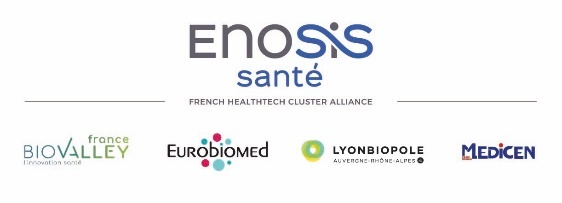 ENOSIS
santé
FRENCH HEALTHTECH CLUSTER ALLIANCE
france
BIOVALLEY
l'innovation santé
EUROBIOMED
LYONBIOPOLE
AUVERGNE-RHÔNE-ALPES
MEDICEN